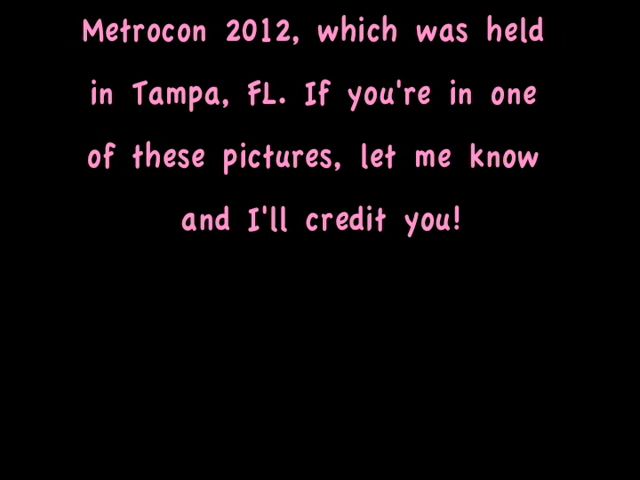 Metrocon 2012, which was held
in Tampa, FL. If you're in one
of these pictures, let me know
and I'll credit you!